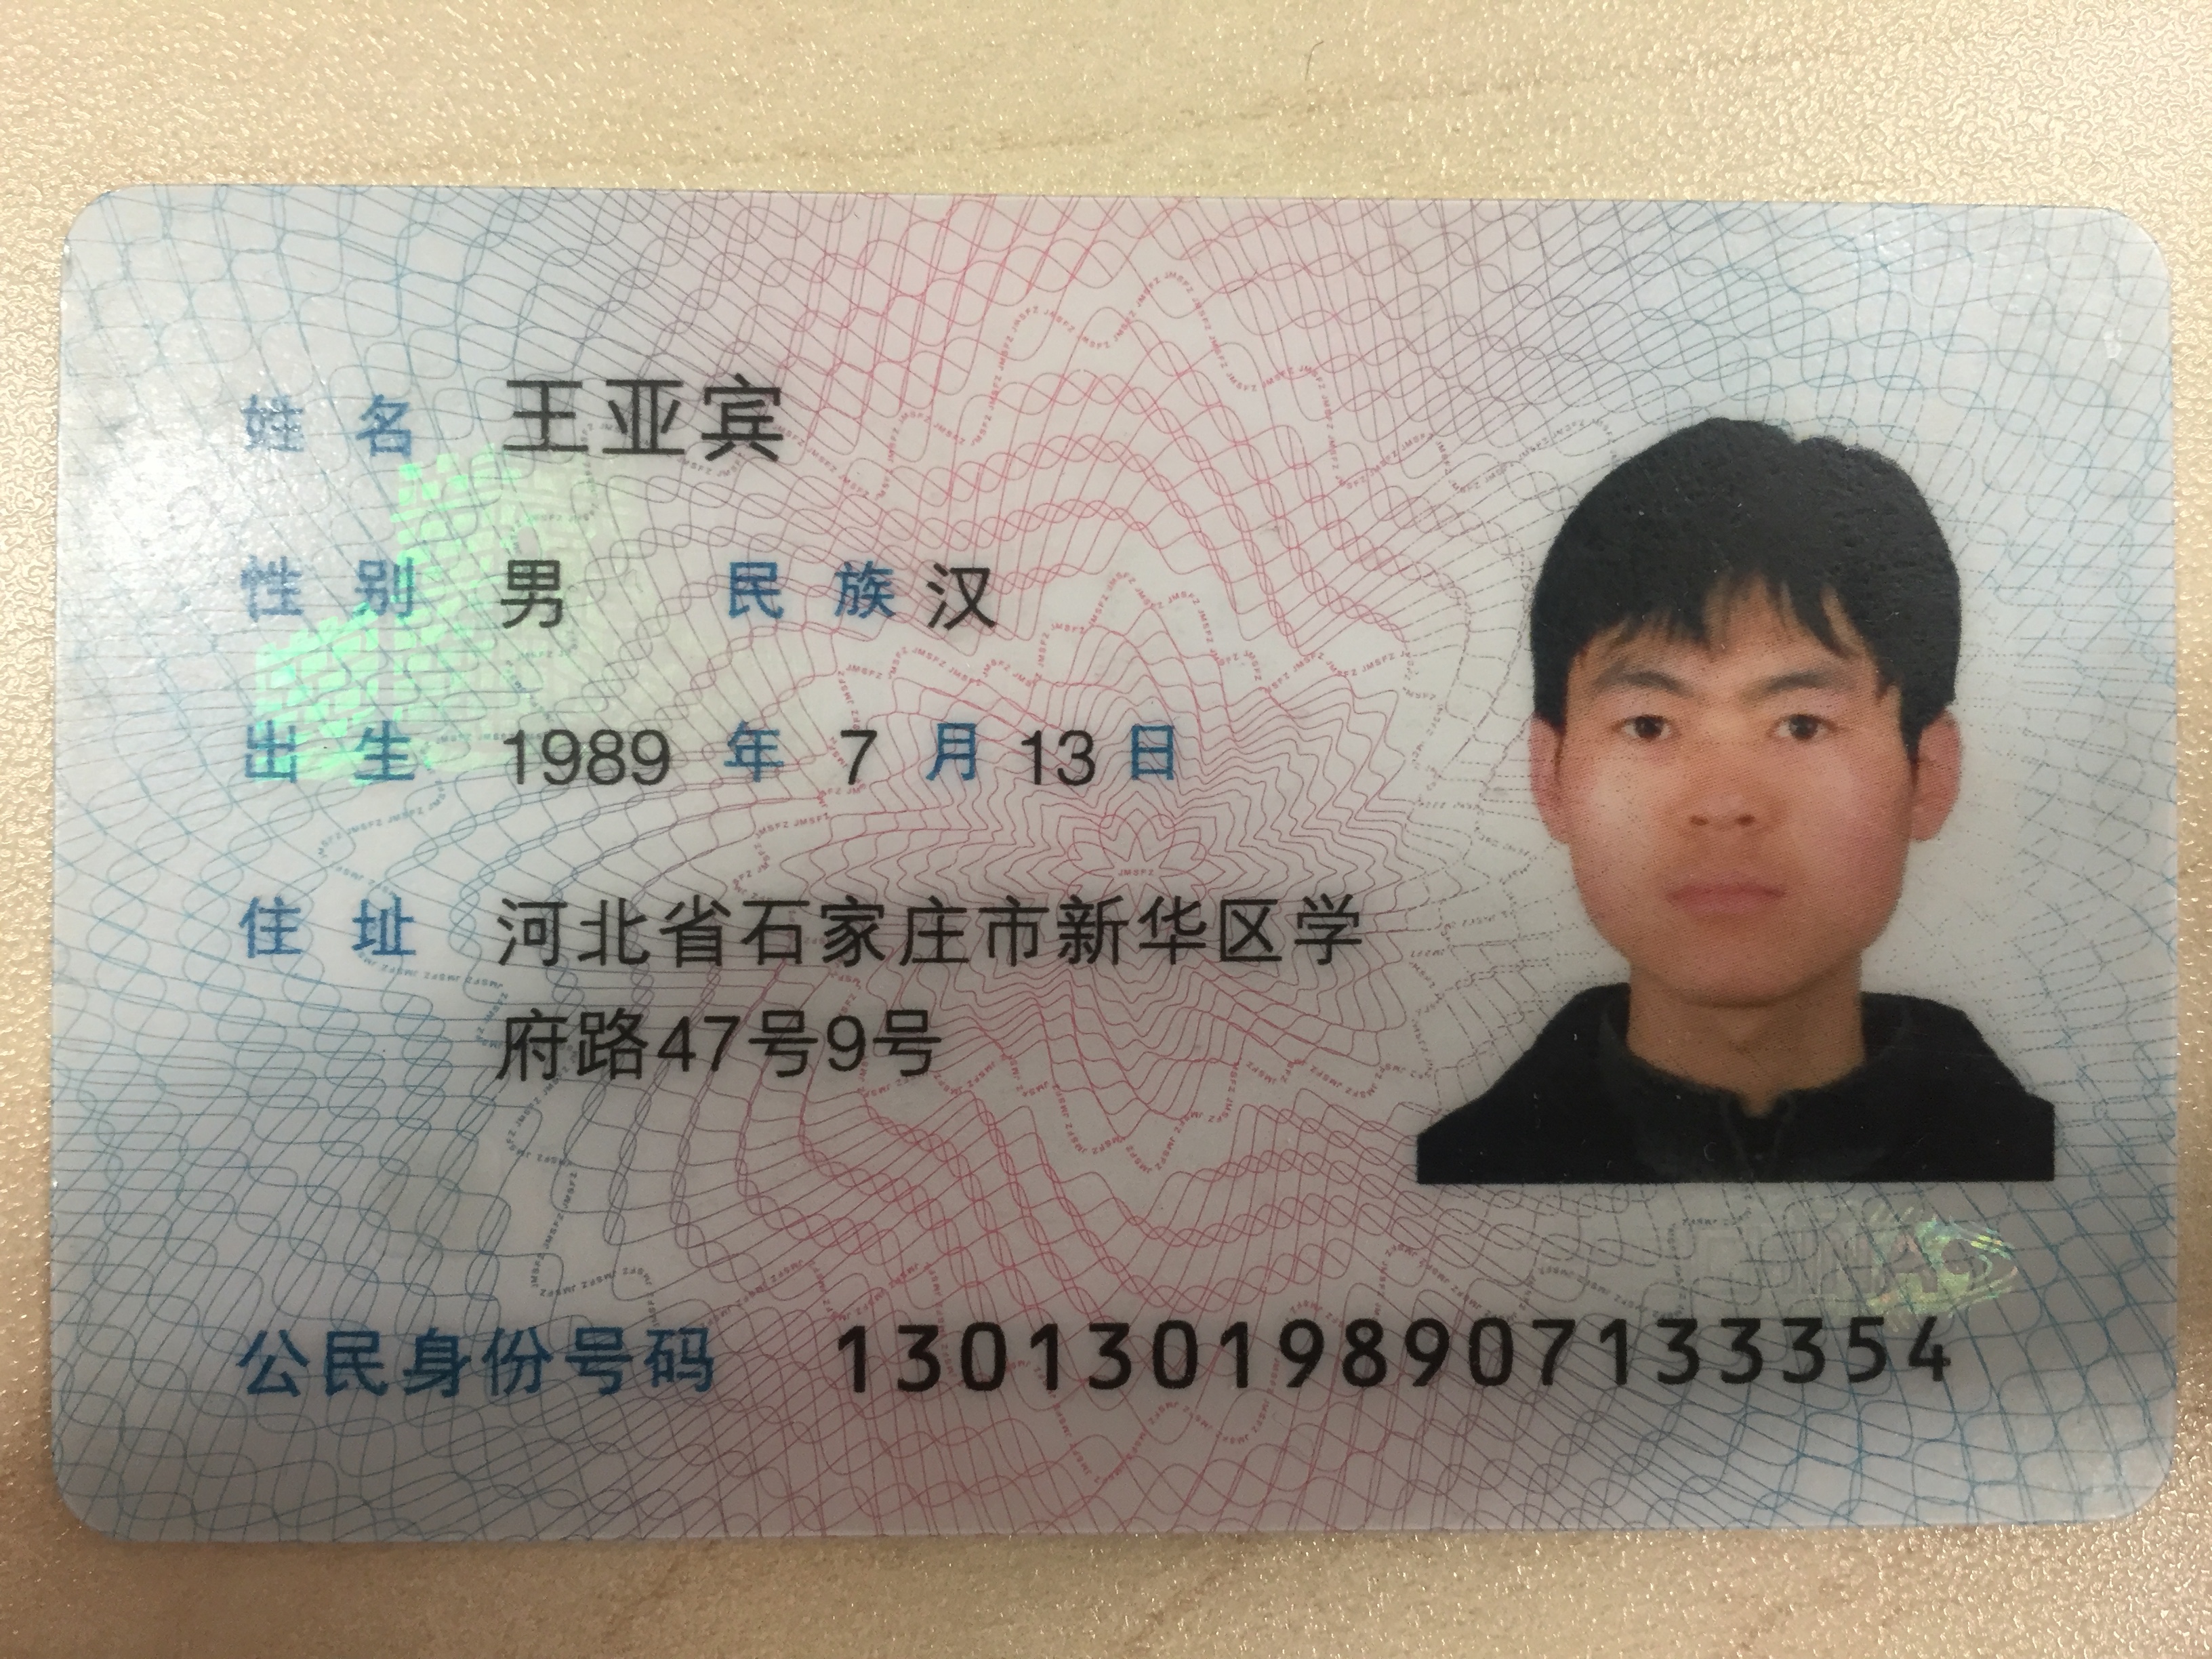 姓名 王亚宾
性别 男 民族 汉
出生 1989 年 7 月 13 日
住址 河北省石家庄市新华区学
府路47号9号
公民身份号码 130130198907133354